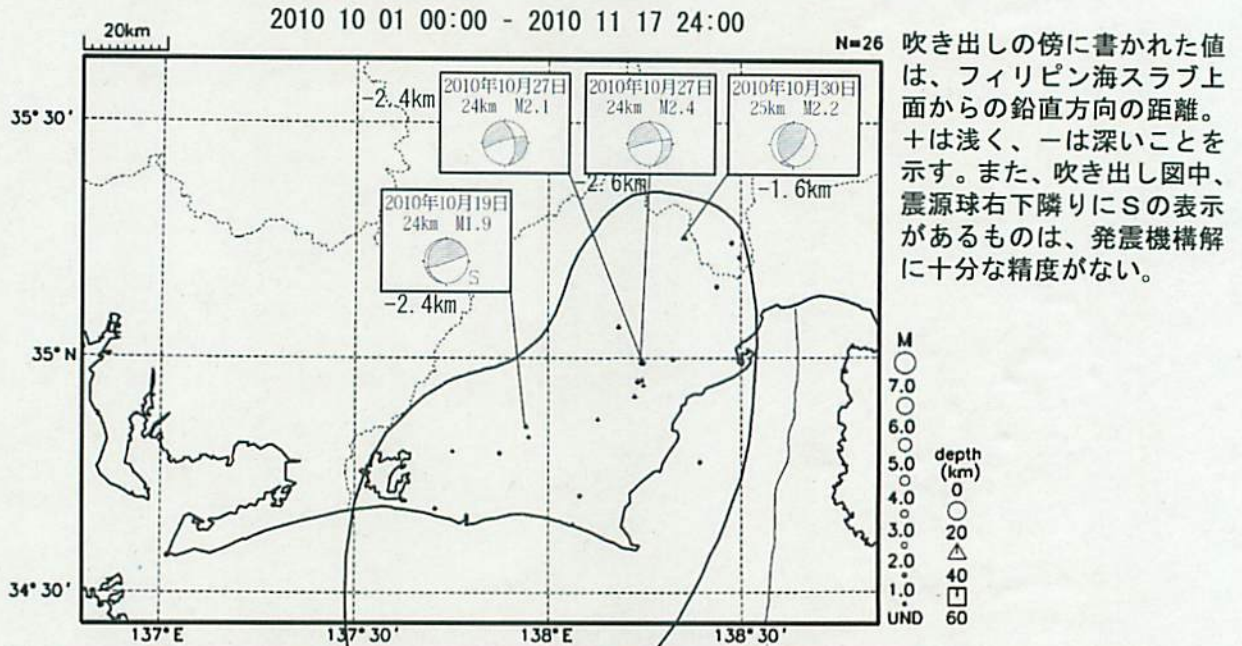 2010 10 01 00:00 - 2010 11 17 24:00
20km
N=26
吹き出しの傍に書かれた値
は、フィリピン海スラブ上
面からの鉛直方向の距離。
+は浅く、-は深いことを
示す。また、吹き出し図中、
震源球右下隣りにSの表示
があるものは、発震機構解
に十分な精度がない。
35°30'
-2.4km
2010年10月27日
24km M2.1
2010年10月27日
24km M2.4
-2.6km
2010年10月30日
25km M2.2
-1.6km
2010年10月19日
24km M1.9
S
-2.4km
35°N
34°30'
137°E
137°30'
138°E
138°30'
M
7.0
6.0
5.0
4.0
3.0
2.0
1.0
UND
depth
(km)
0
20
40
60